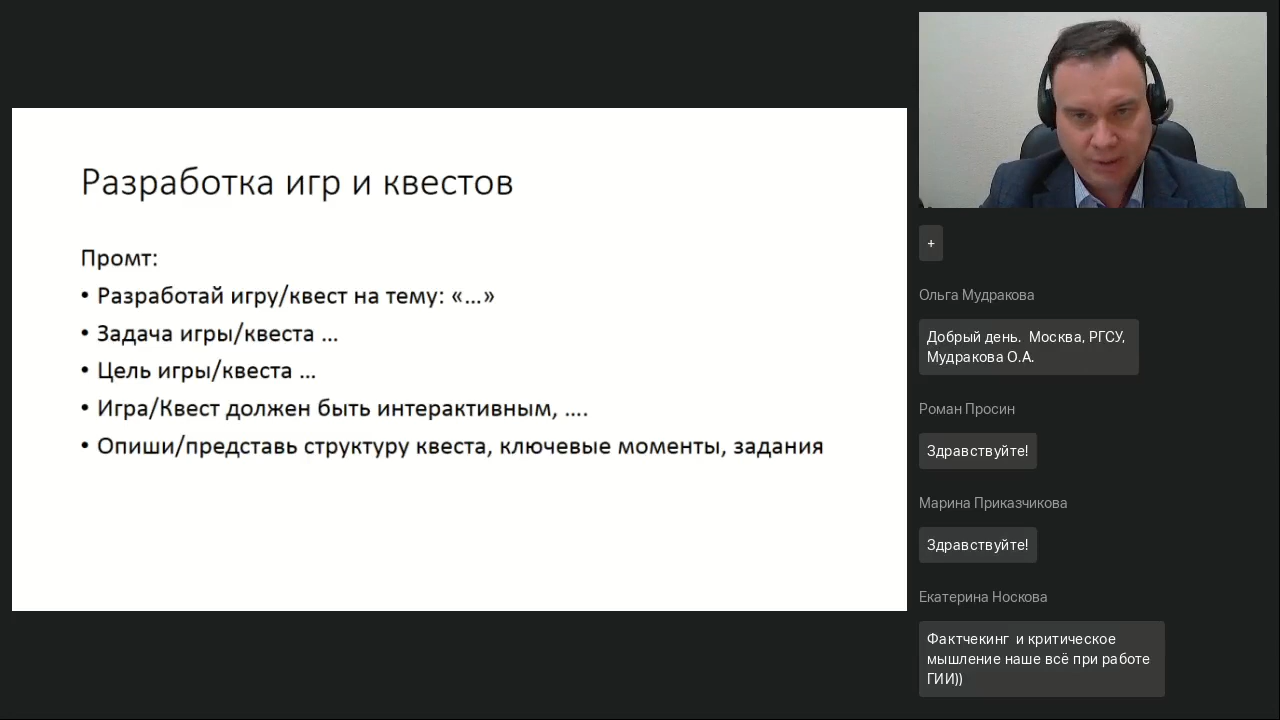 Разработка игр и квестов
Промт:
• Разработай игру/квест на тему: «…»
• Задача игры/квеста …
• Цель игры/квеста …
• Игра/Квест должен быть интерактивным, ….
• Опиши/представь структуру квеста, ключевые моменты, задания
+
Ольга Мудракова
Добрый день.  Москва, РГСУ,
Мудракова О.А.
Роман Просин
Здравствуйте!
Марина Приказчикова
Здравствуйте!
Екатерина Носкова
Фактчекинг  и критическое
мышление наше всё при работе
ГИИ))